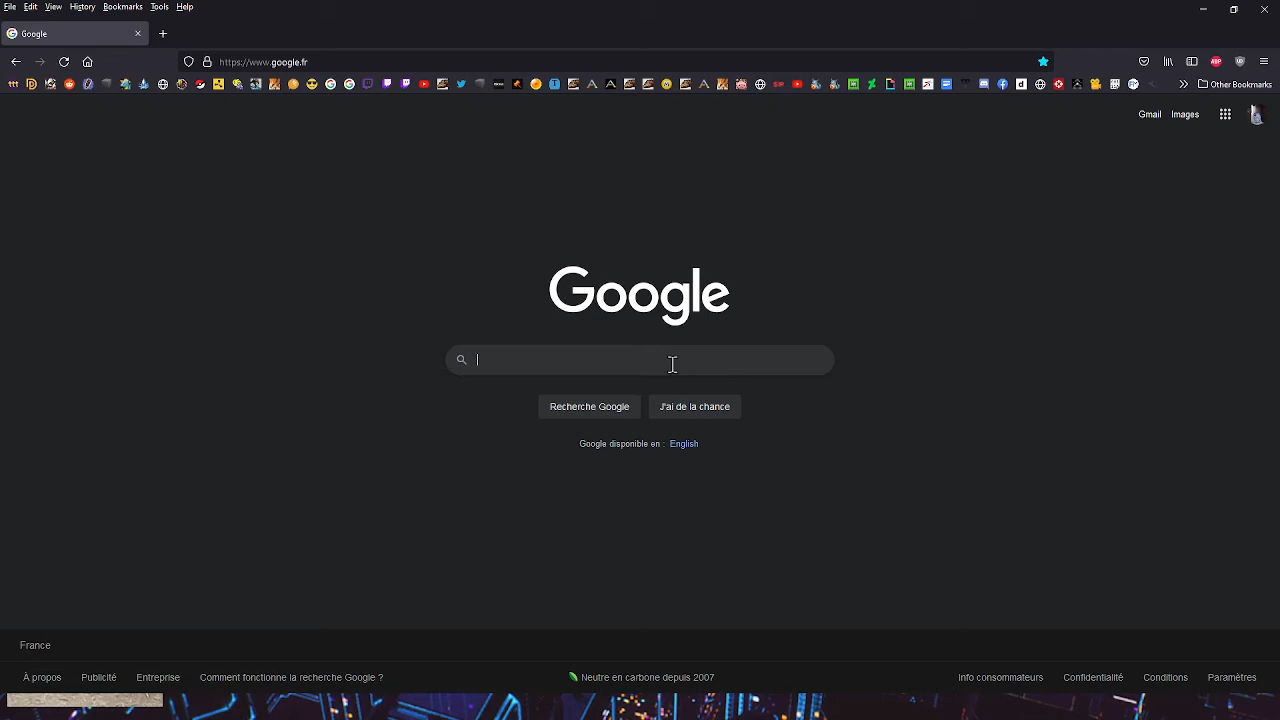 File Edit View History Bookmarks Tools Help
Google
https://www.google.fr
Other Bookmarks
Gmail Images
Google
Recherche Google J'ai de la chance
Google disponible en : English
France
À propos Publicité Entreprise Comment fonctionne la recherche Google ? Neutre en carbone depuis 2007 Info consommateurs Confidentialité Conditions Paramètres